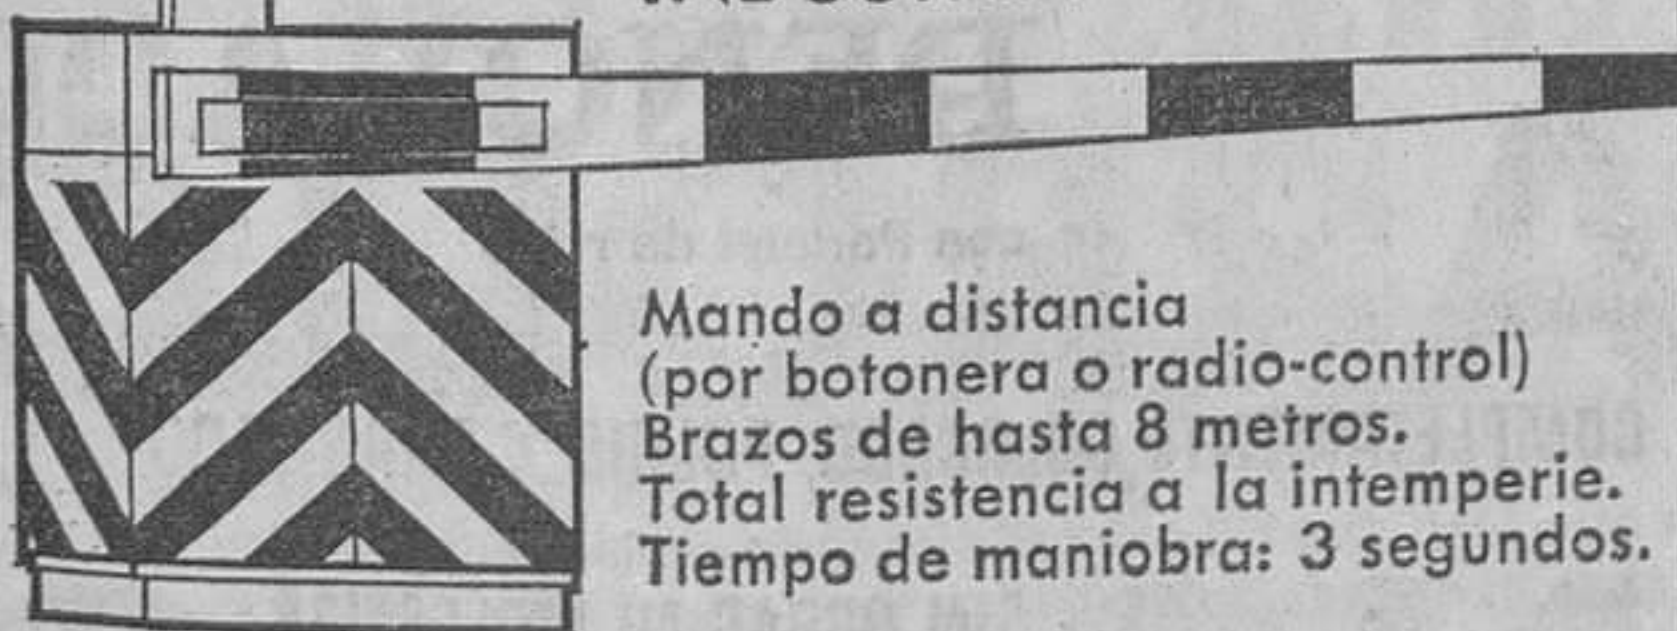 Mando a distancia
(por botonera o radio-control)
Brazos de hasta 8 metros.
Total resistencia a la intemperie.
Tiempo de maniobra: 3 segundos.